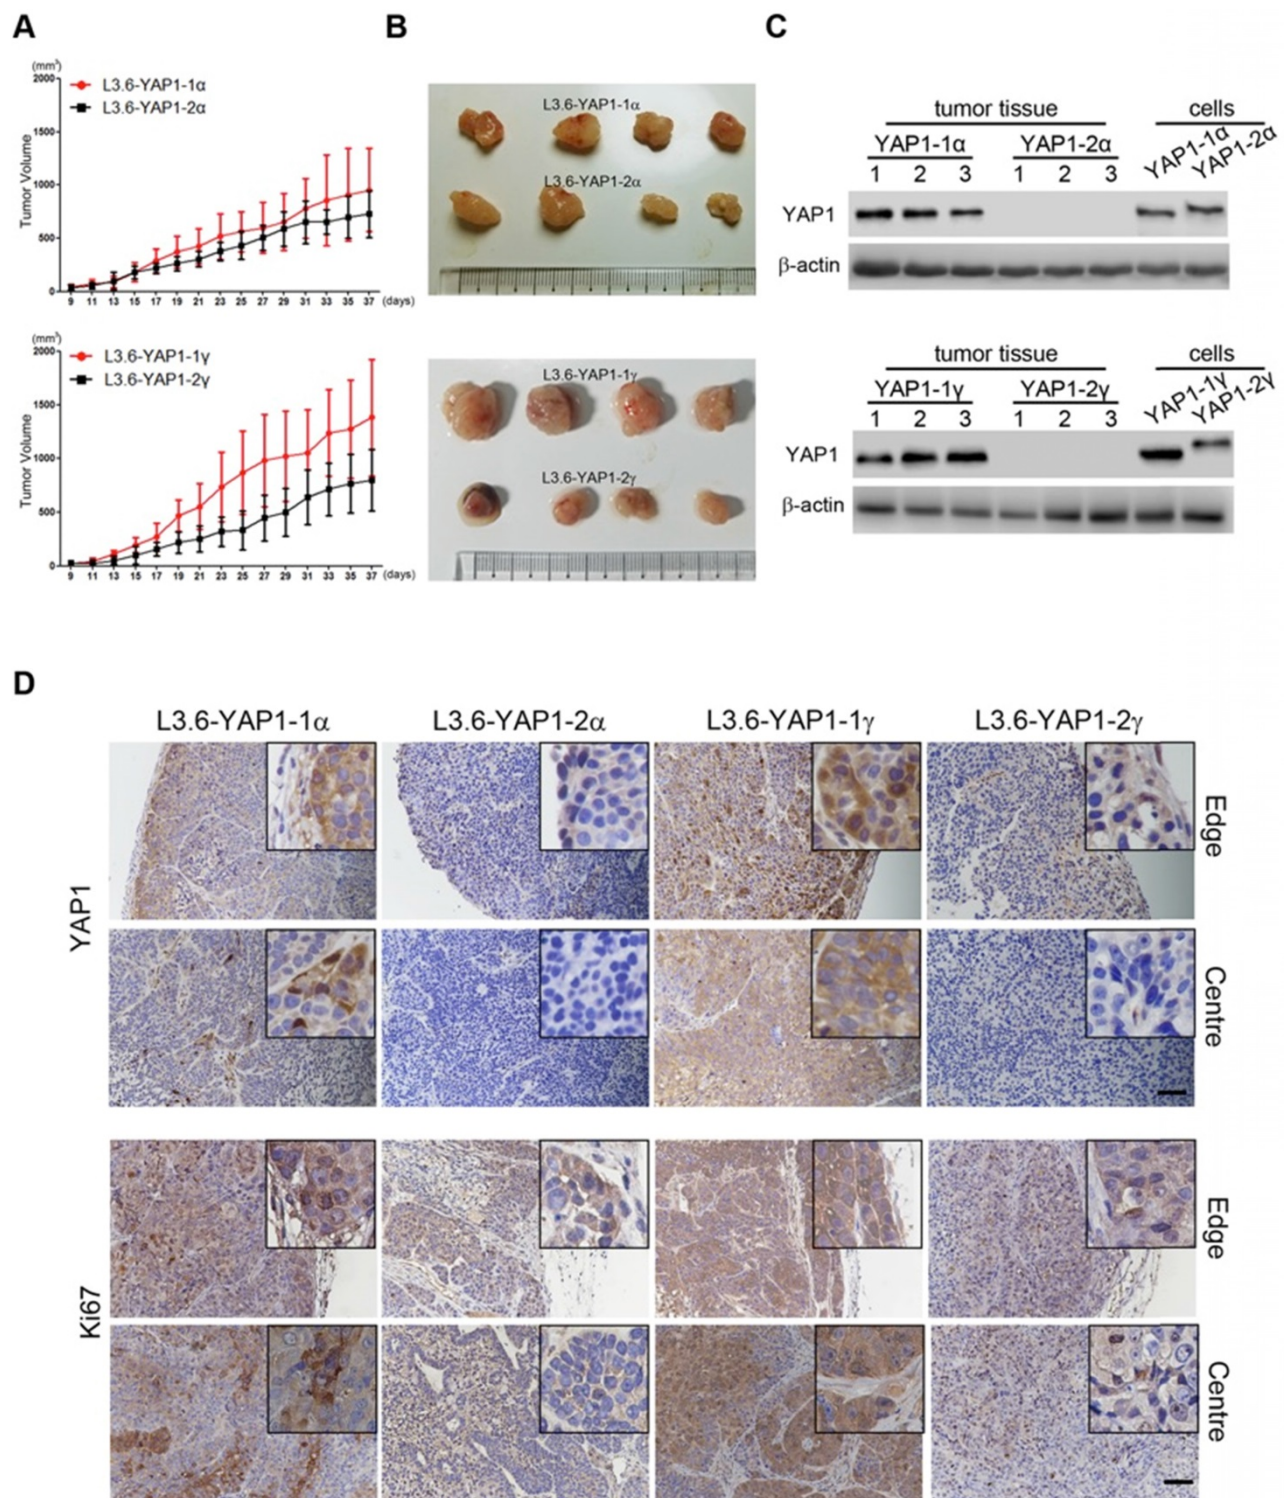 A
B
C
(mm³)
2000
1500
1000
500
0
Tumor Volume
L3.6-YAP1-1α
L3.6-YAP1-2α
9 11 13 15 17 19 21 23 25 27 29 31 33 35 37 (days)
L3.6-YAP1-1α
L3.6-YAP1-2α
tumor tissue cells
YAP1-1α YAP1-2α YAP1-1α YAP1-2α
1 2 3 1 2 3
YAP1
β-actin
(mm³)
2000
1500
1000
500
0
Tumor Volume
L3.6-YAP1-1γ
L3.6-YAP1-2γ
9 11 13 15 17 19 21 23 25 27 29 31 33 35 37 (days)
L3.6-YAP1-1γ
L3.6-YAP1-2γ
tumor tissue cells
YAP1-1γ YAP1-2γ YAP1-1γ YAP1-2γ
1 2 3 1 2 3
YAP1
β-actin
D
L3.6-YAP1-1α L3.6-YAP1-2α L3.6-YAP1-1γ L3.6-YAP1-2γ
YAP1
Edge
Centre
Ki67
Edge
Centre